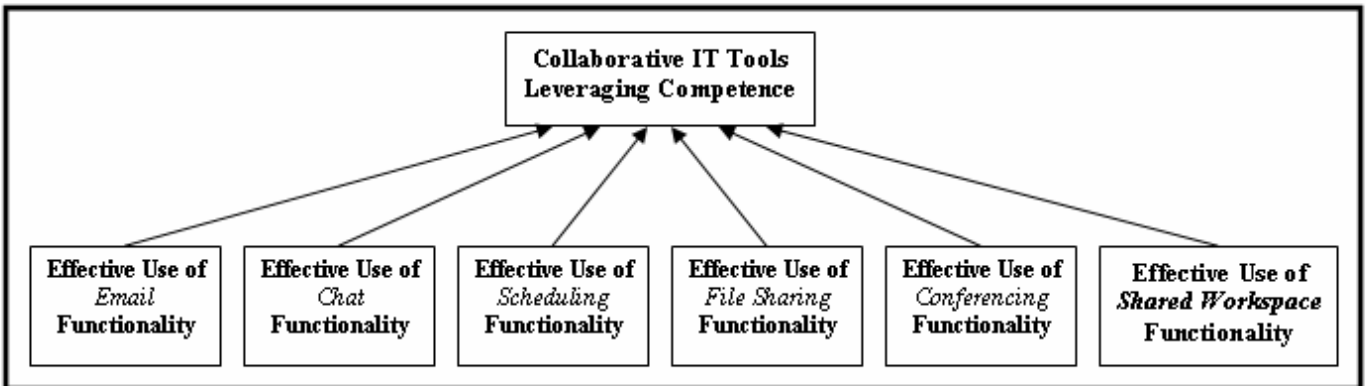 Collaborative IT Tools
Leveraging Competence
Effective Use of
Email
Functionality
Effective Use of
Chat
Functionality
Effective Use of
Scheduling
Functionality
Effective Use of
File Sharing
Functionality
Effective Use of
Conferencing
Functionality
Effective Use of
Shared Workspace
Functionality